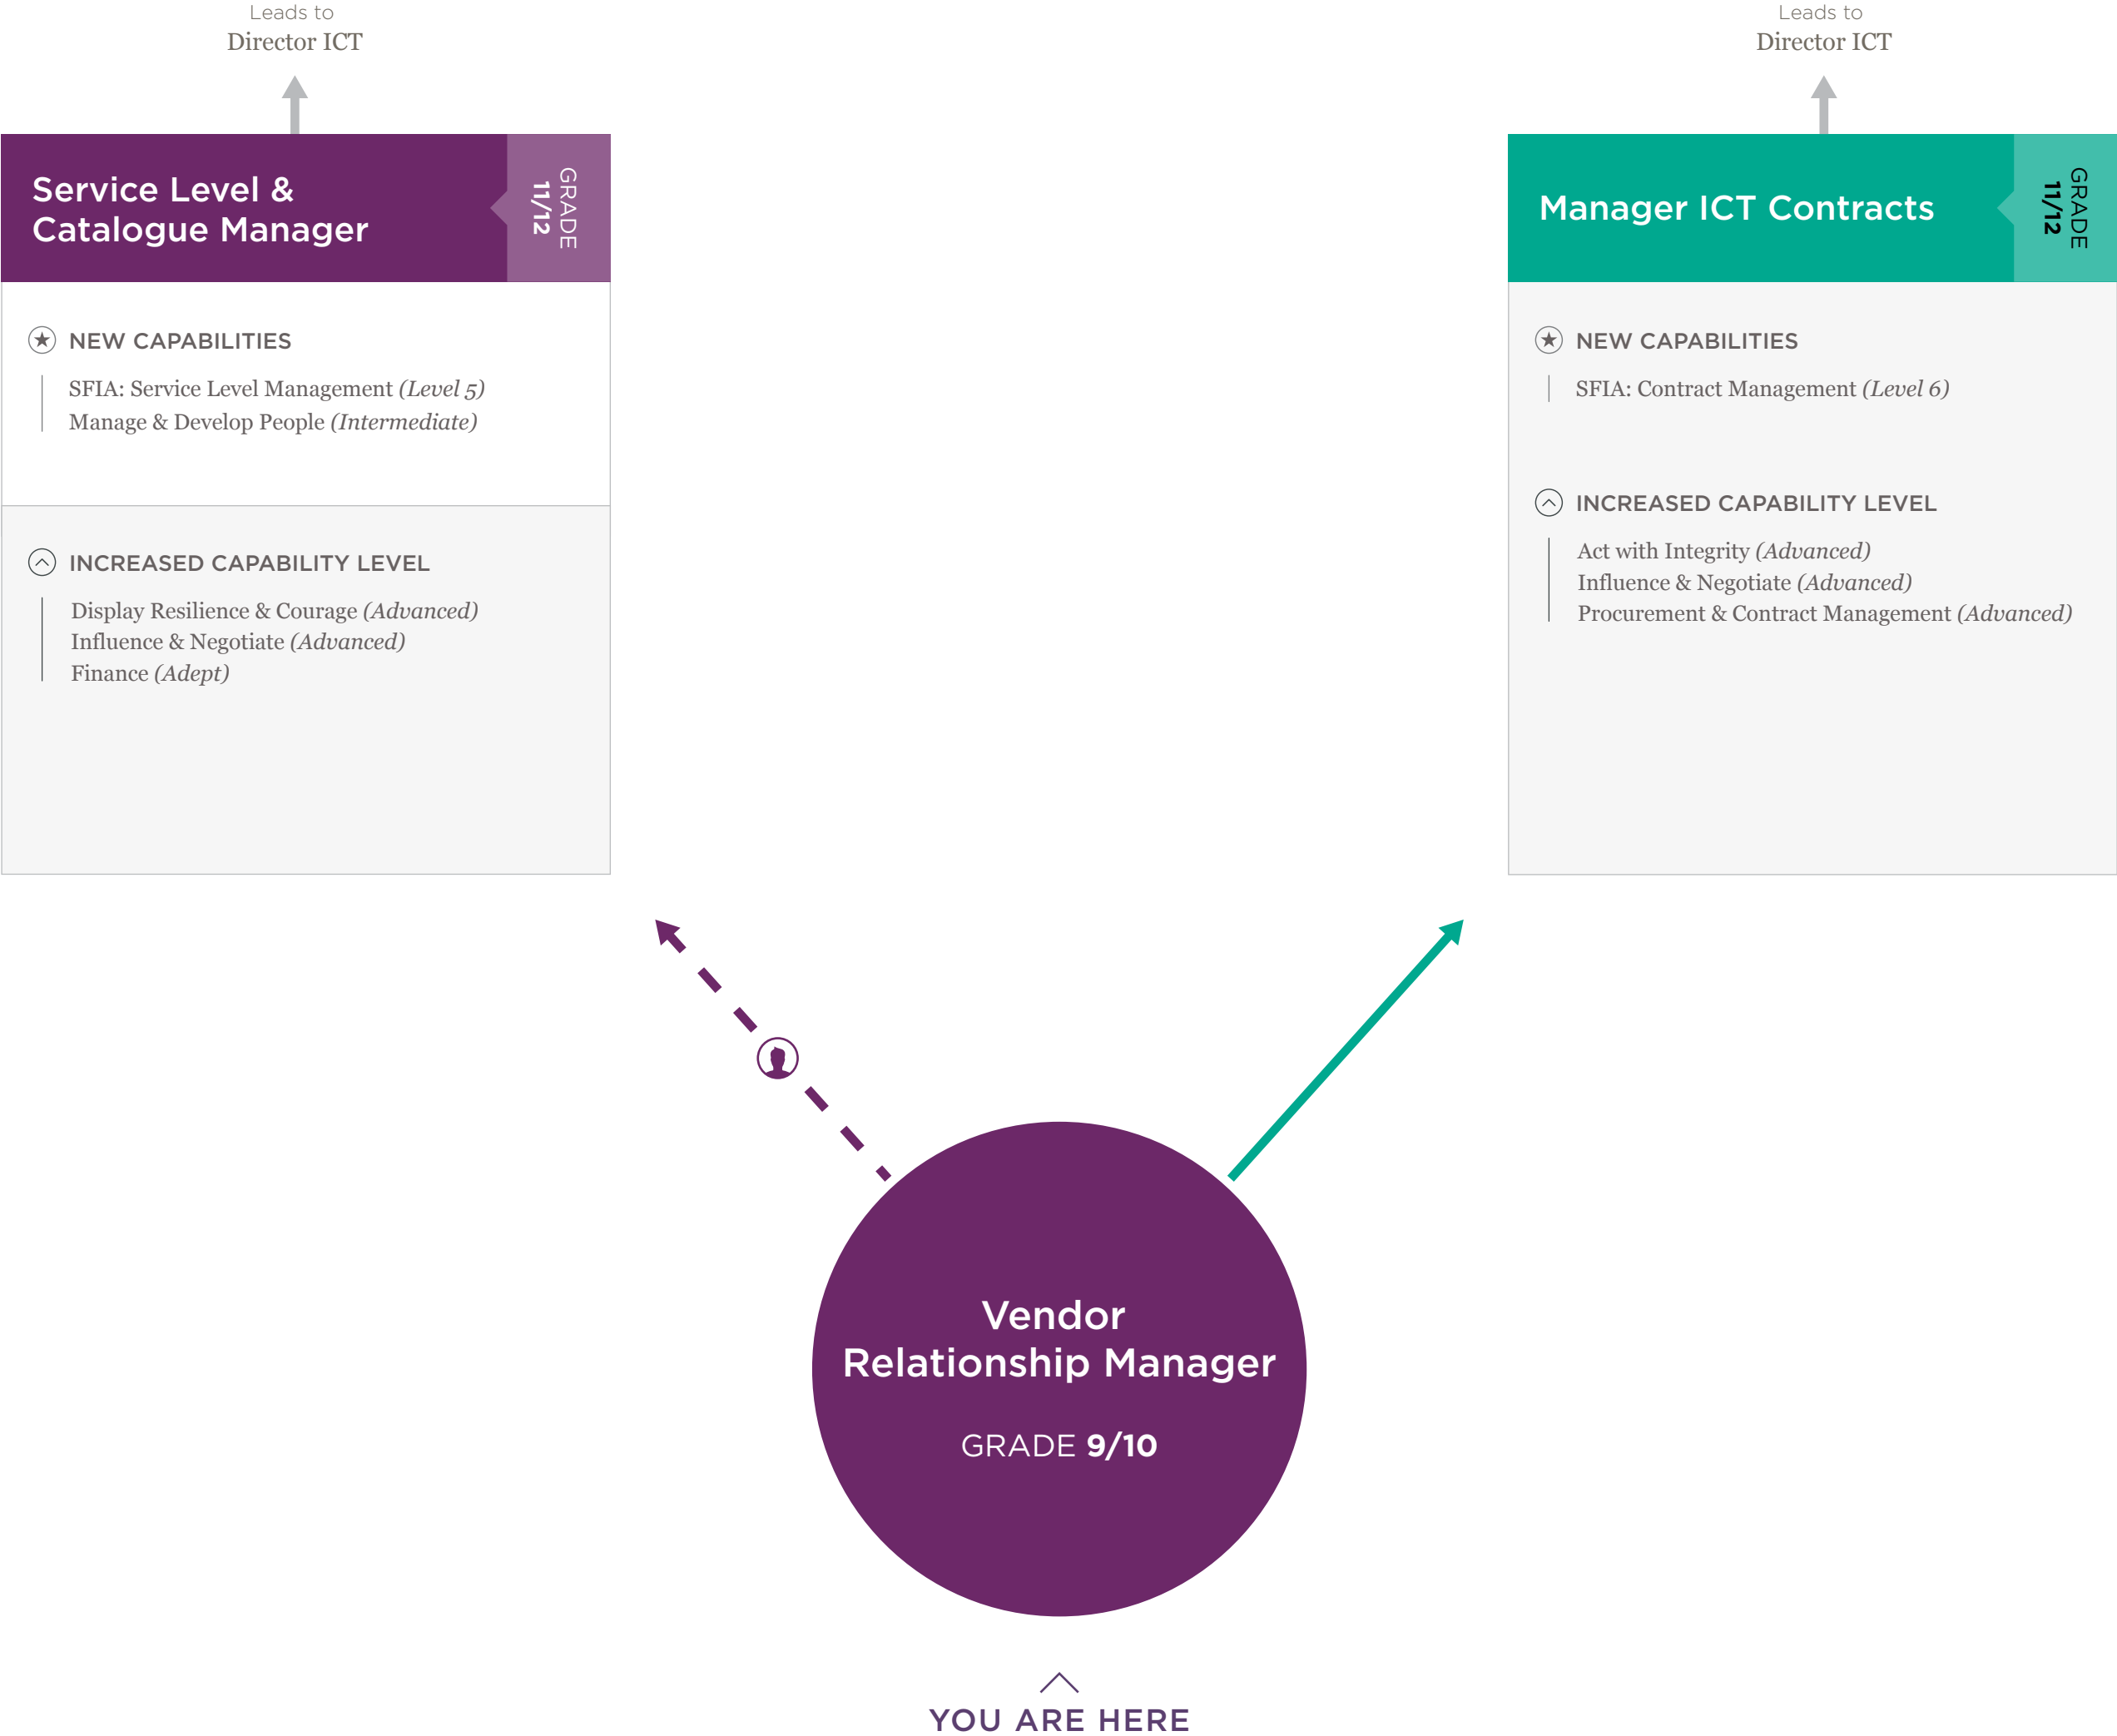 Leads to
Director ICT
Service Level &
Catalogue Manager
GRADE
11/12
NEW CAPABILITIES
SFIA: Service Level Management (Level 5)
Manage & Develop People (Intermediate)
INCREASED CAPABILITY LEVEL
Display Resilience & Courage (Advanced)
Influence & Negotiate (Advanced)
Finance (Adept)
Leads to
Director ICT
Manager ICT Contracts
GRADE
11/12
NEW CAPABILITIES
SFIA: Contract Management (Level 6)
INCREASED CAPABILITY LEVEL
Act with Integrity (Advanced)
Influence & Negotiate (Advanced)
Procurement & Contract Management (Advanced)
Vendor
Relationship Manager
GRADE 9/10
YOU ARE HERE